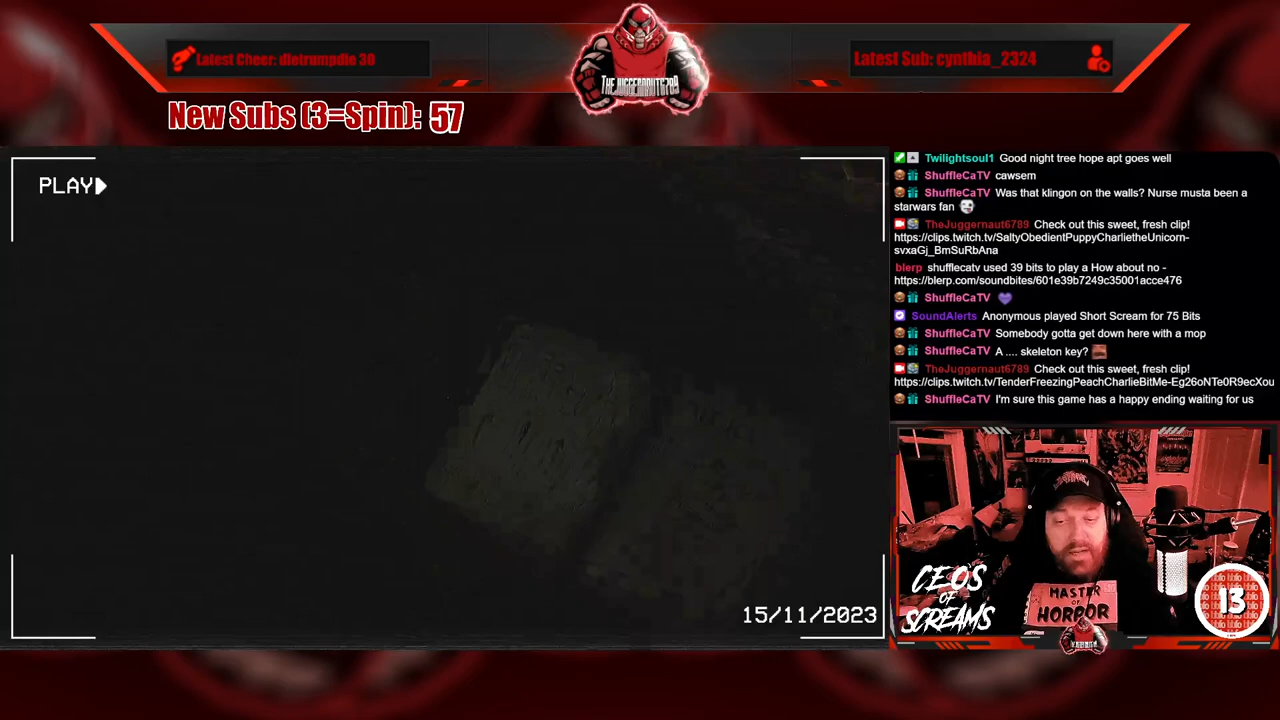 Latest Cheer: dietrumpdie 30
THEJUGGERNAUT6789
Latest Sub: cynthia_2324
New Subs (3=Spin): 57
PLAY
15/11/2023
Twilightsoul1 Good night tree hope apt goes well
ShuffleCaTV cawsem
ShuffleCaTV Was that klingon on the walls? Nurse musta been a
starwars fan
TheJuggernaut6789 Check out this sweet, fresh clip!
https://clips.twitch.tv/SaltyObedientPuppyCharlietheUnicorn-
svxaGj_BmSuRbAna
blerp shufflecatv used 39 bits to play a How about no -
https://blerp.com/soundbites/601e39b7249c35001acce476
ShuffleCaTV
SoundAlerts Anonymous played Short Scream for 75 Bits
ShuffleCaTV Somebody gotta get down here with a mop
ShuffleCaTV A .... skeleton key?
TheJuggernaut6789 Check out this sweet, fresh clip!
https://clips.twitch.tv/TenderFreezingPeachCharlieBitMe-Eg26oNTe0R9ecXou
ShuffleCaTV I'm sure this game has a happy ending waiting for us
CEOS
OF
SCREAMS
MASTER
OF
HORROR
13